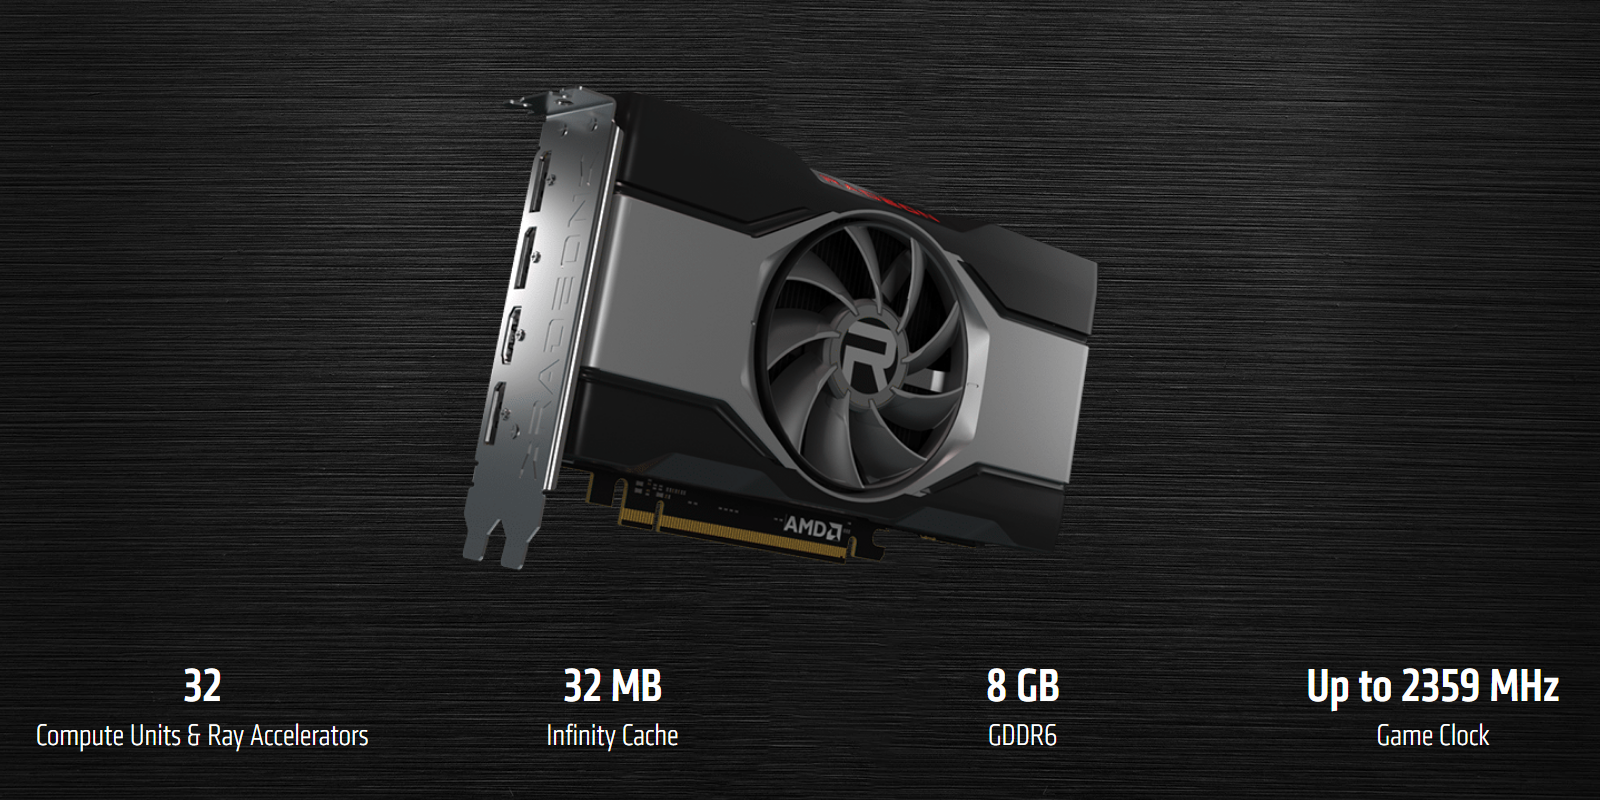 RADEON
RADEON
R
AMD
32
Compute Units & Ray Accelerators
32 MB
Infinity Cache
8 GB
GDDR6
Up to 2359 MHz
Game Clock